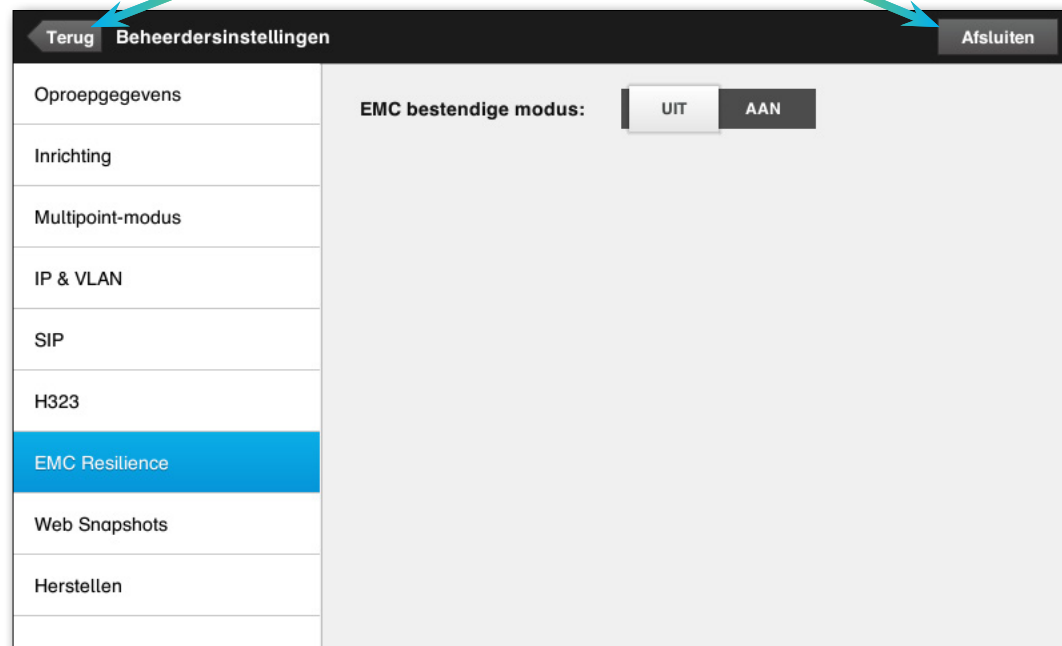 Terug Beheerdersinstellingen Afsluiten
Oproepgegevens
Inrichting
Multipoint-modus
IP & VLAN
SIP
H323
EMC Resilience
Web Snapshots
Herstellen
EMC bestendige modus: UIT AAN